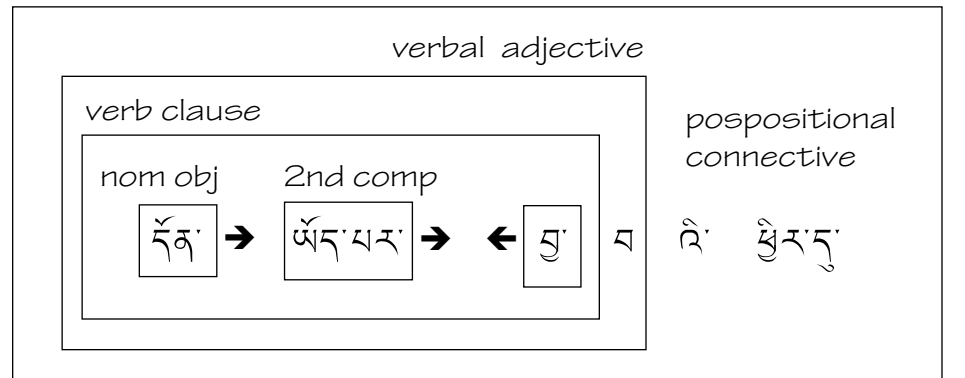 verbal adjective
verb clause
pospositional
connective
nom obj 2nd comp
དོན་ ➔ ཡོད་པར་ ➔ ← བྱ་ བ འི་ ཕྱིར་དུ་